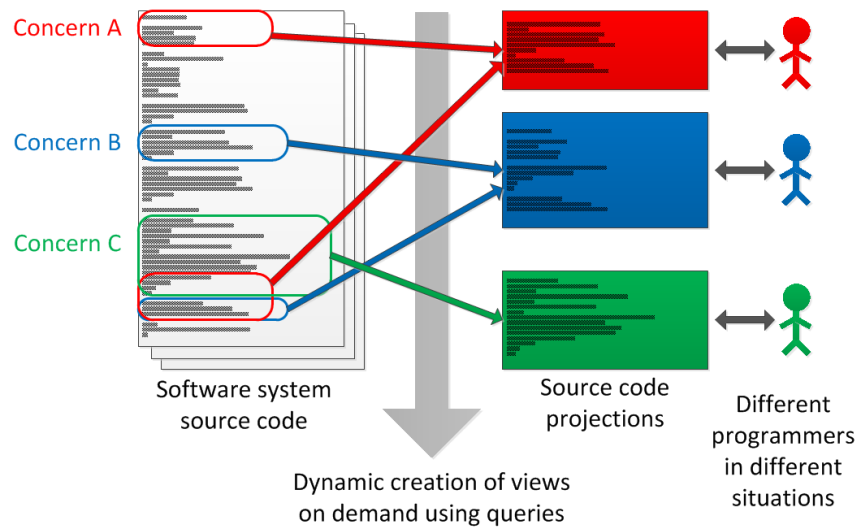 Concern A
Concern B
Concern C
Software system
source code
Source code
projections
Different
programmers
in different
situations
Dynamic creation of views
on demand using queries